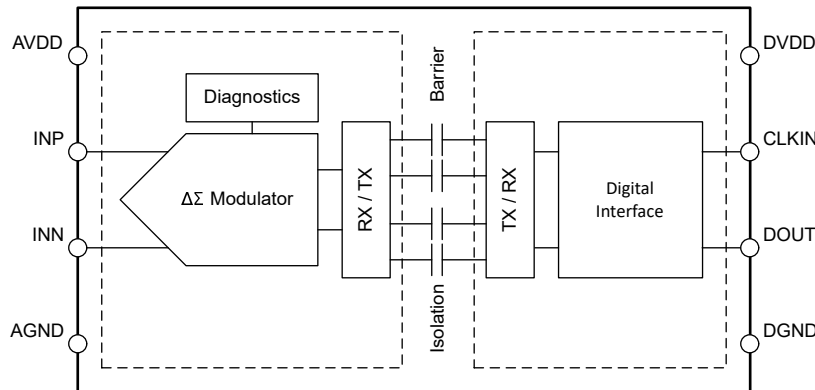 AVDD
DVDD
Barrier
Diagnostics
INP
CLKIN
ΔΣ Modulator
RX / TX
TX / RX
Digital
Interface
INN
DOUT
AGND
Isolation
DGND